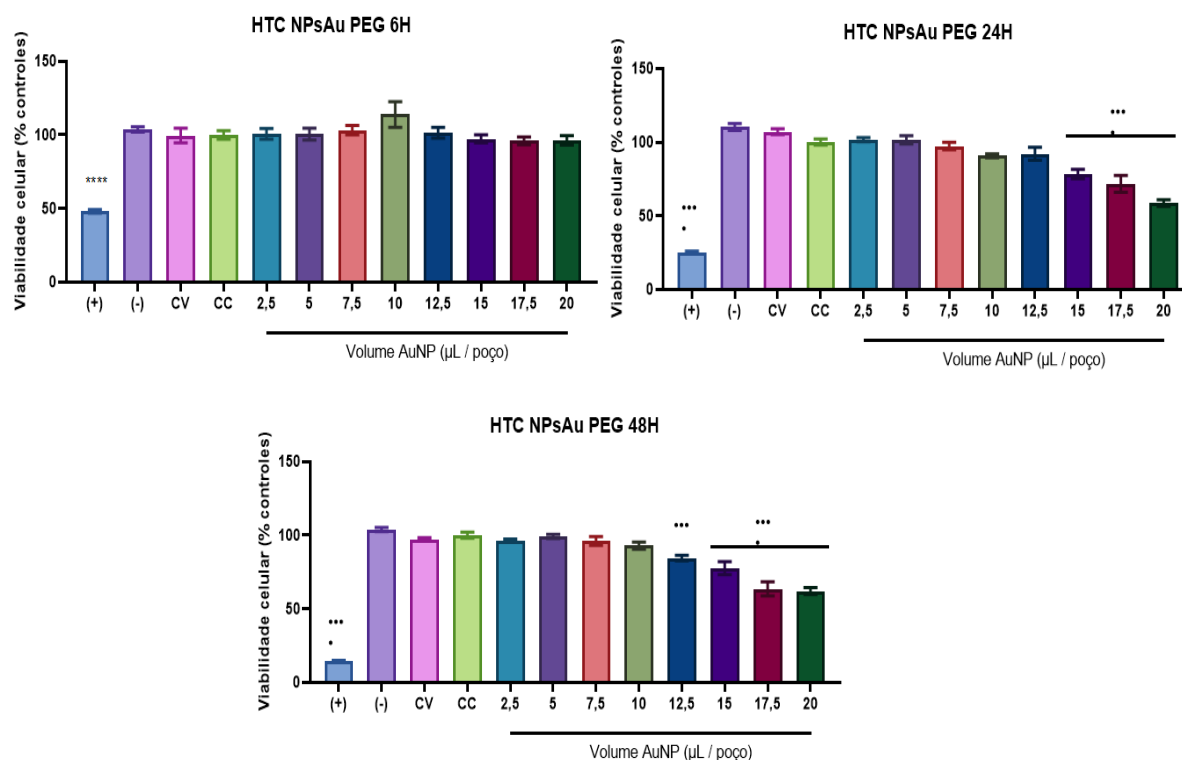 HTC NPsAu PEG 6H
Viabilidade celular (% controles)
150
100
50
0
****
(+) (-) CV CC 2,5 5 7,5 10 12,5 15 17,5 20
Volume AuNP (µL / poço)
HTC NPsAu PEG 24H
Viabilidade celular (% controles)
150
100
50
0
•••
•
•••
•
(+) (-) CV CC 2,5 5 7,5 10 12,5 15 17,5 20
Volume AuNP (µL / poço)
HTC NPsAu PEG 48H
Viabilidade celular (% controles)
150
100
50
0
•••
•
•••
•••
•
(+) (-) CV CC 2,5 5 7,5 10 12,5 15 17,5 20
Volume AuNP (µL / poço)